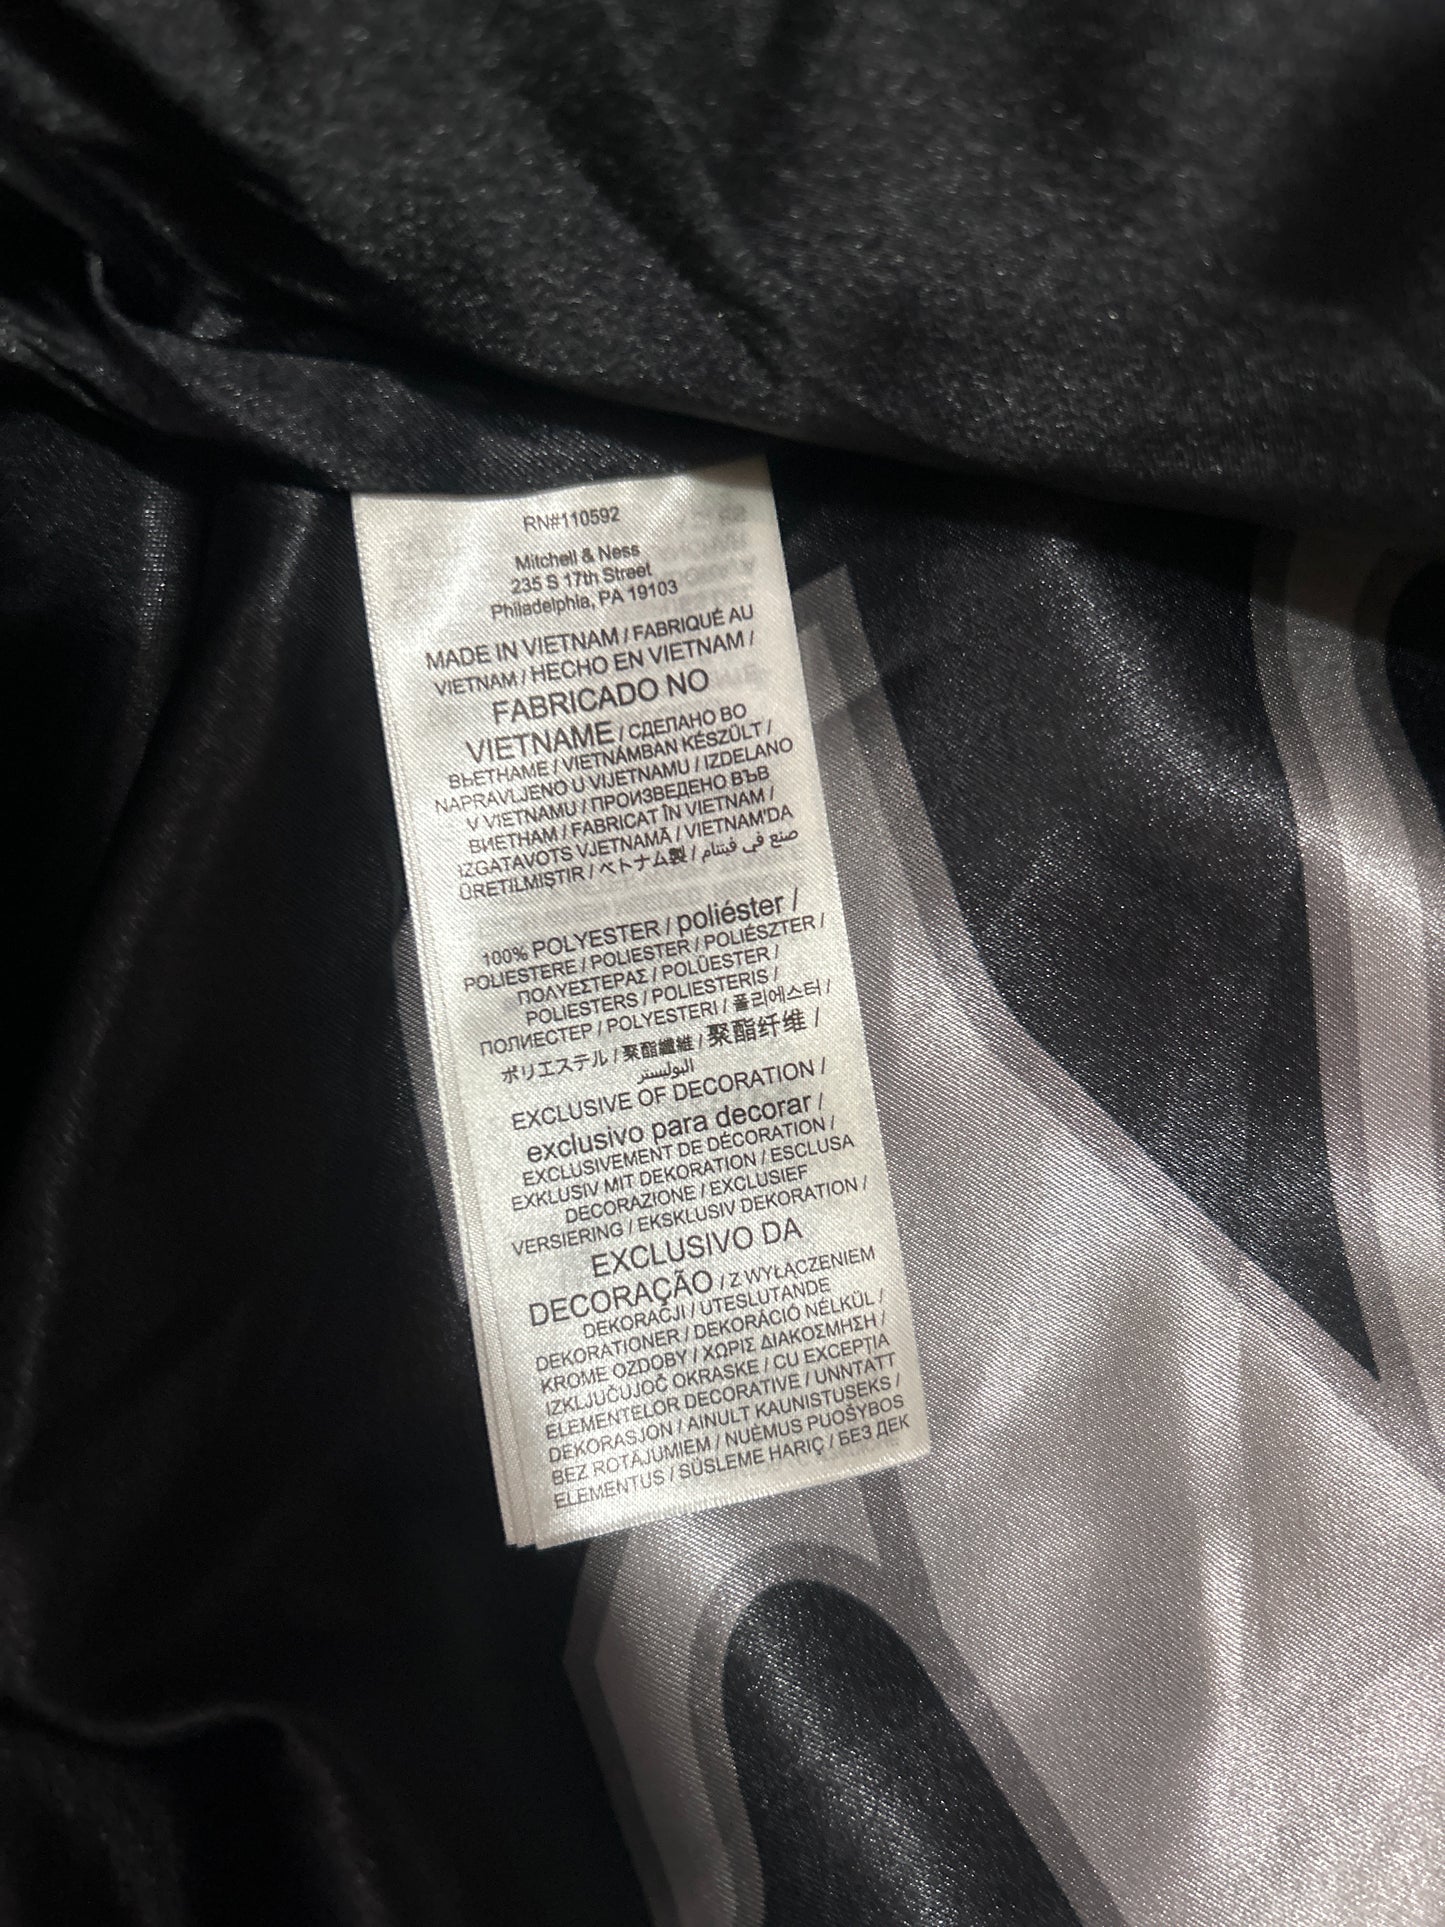 RN#110592
Mitchell & Ness
235 S 17th Street
Philadelphia, PA 19103
MADE IN VIETNAM / FABRIQUÉ AU
VIETNAM / HECHO EN VIETNAM /
FABRICADO NO
VIETNAME / СДЕЛАНО ВО
ВЬЕТНАМЕ / VIETNÁMBAN KÉSZÜLT /
NAPRAVLJENO U VIJETNAMU / IZDELANO
V VIETNAMU / ПРОИЗВЕДЕНО ВЪВ
ВИЕТНАМ / FABRICAT ÎN VIETNAM /
IZGATAVOTS VJETNAMĀ / VIETNAM'DA
ÜRETILMIŞTIR / ベトナム製 / صنع في فيتنام
100% POLYESTER / poliéster /
POLIESTERE / POLIESTER / POLIÉSZTER /
ΠΟΛΥΕΣΤΕΡΑΣ / POLÜESTER /
POLIESTERS / POLIESTERIS /
ПОЛИЕСТЕР / POLYESTERI / 폴리에스터 /
ポリエステル / 聚酯纖維 / 聚酯纤维 /
البوليستر
EXCLUSIVE OF DECORATION /
exclusivo para decorar /
EXCLUSIVEMENT DE DÉCORATION /
EXKLUSIV MIT DEKORATION / ESCLUSA
DECORAZIONE / EXCLUSIEF
VERSIERING / EKSKLUSIV DEKORATION /
EXCLUSIVO DA
DECORAÇÃO / Z WYŁĄCZENIEM
DEKORACJI / UTESLUTANDE
DEKORATIONER / DEKORÁCIÓ NÉLKÜL /
KROME OZDOBY / ΧΩΡΙΣ ΔΙΑΚΟΣΜΗΣΗ /
IZKLJUČUJOČ OKRASKE / CU EXCEPȚIA
ELEMENTELOR DECORATIVE / UNNTATT
DEKORASJON / AINULT KAUNISTUSEKS /
BEZ ROTĀJUMIEM / NUĖMUS PUOŠYBOS
ELEMENTUS / SÜSLEME HARIÇ / БЕЗ ДЕК